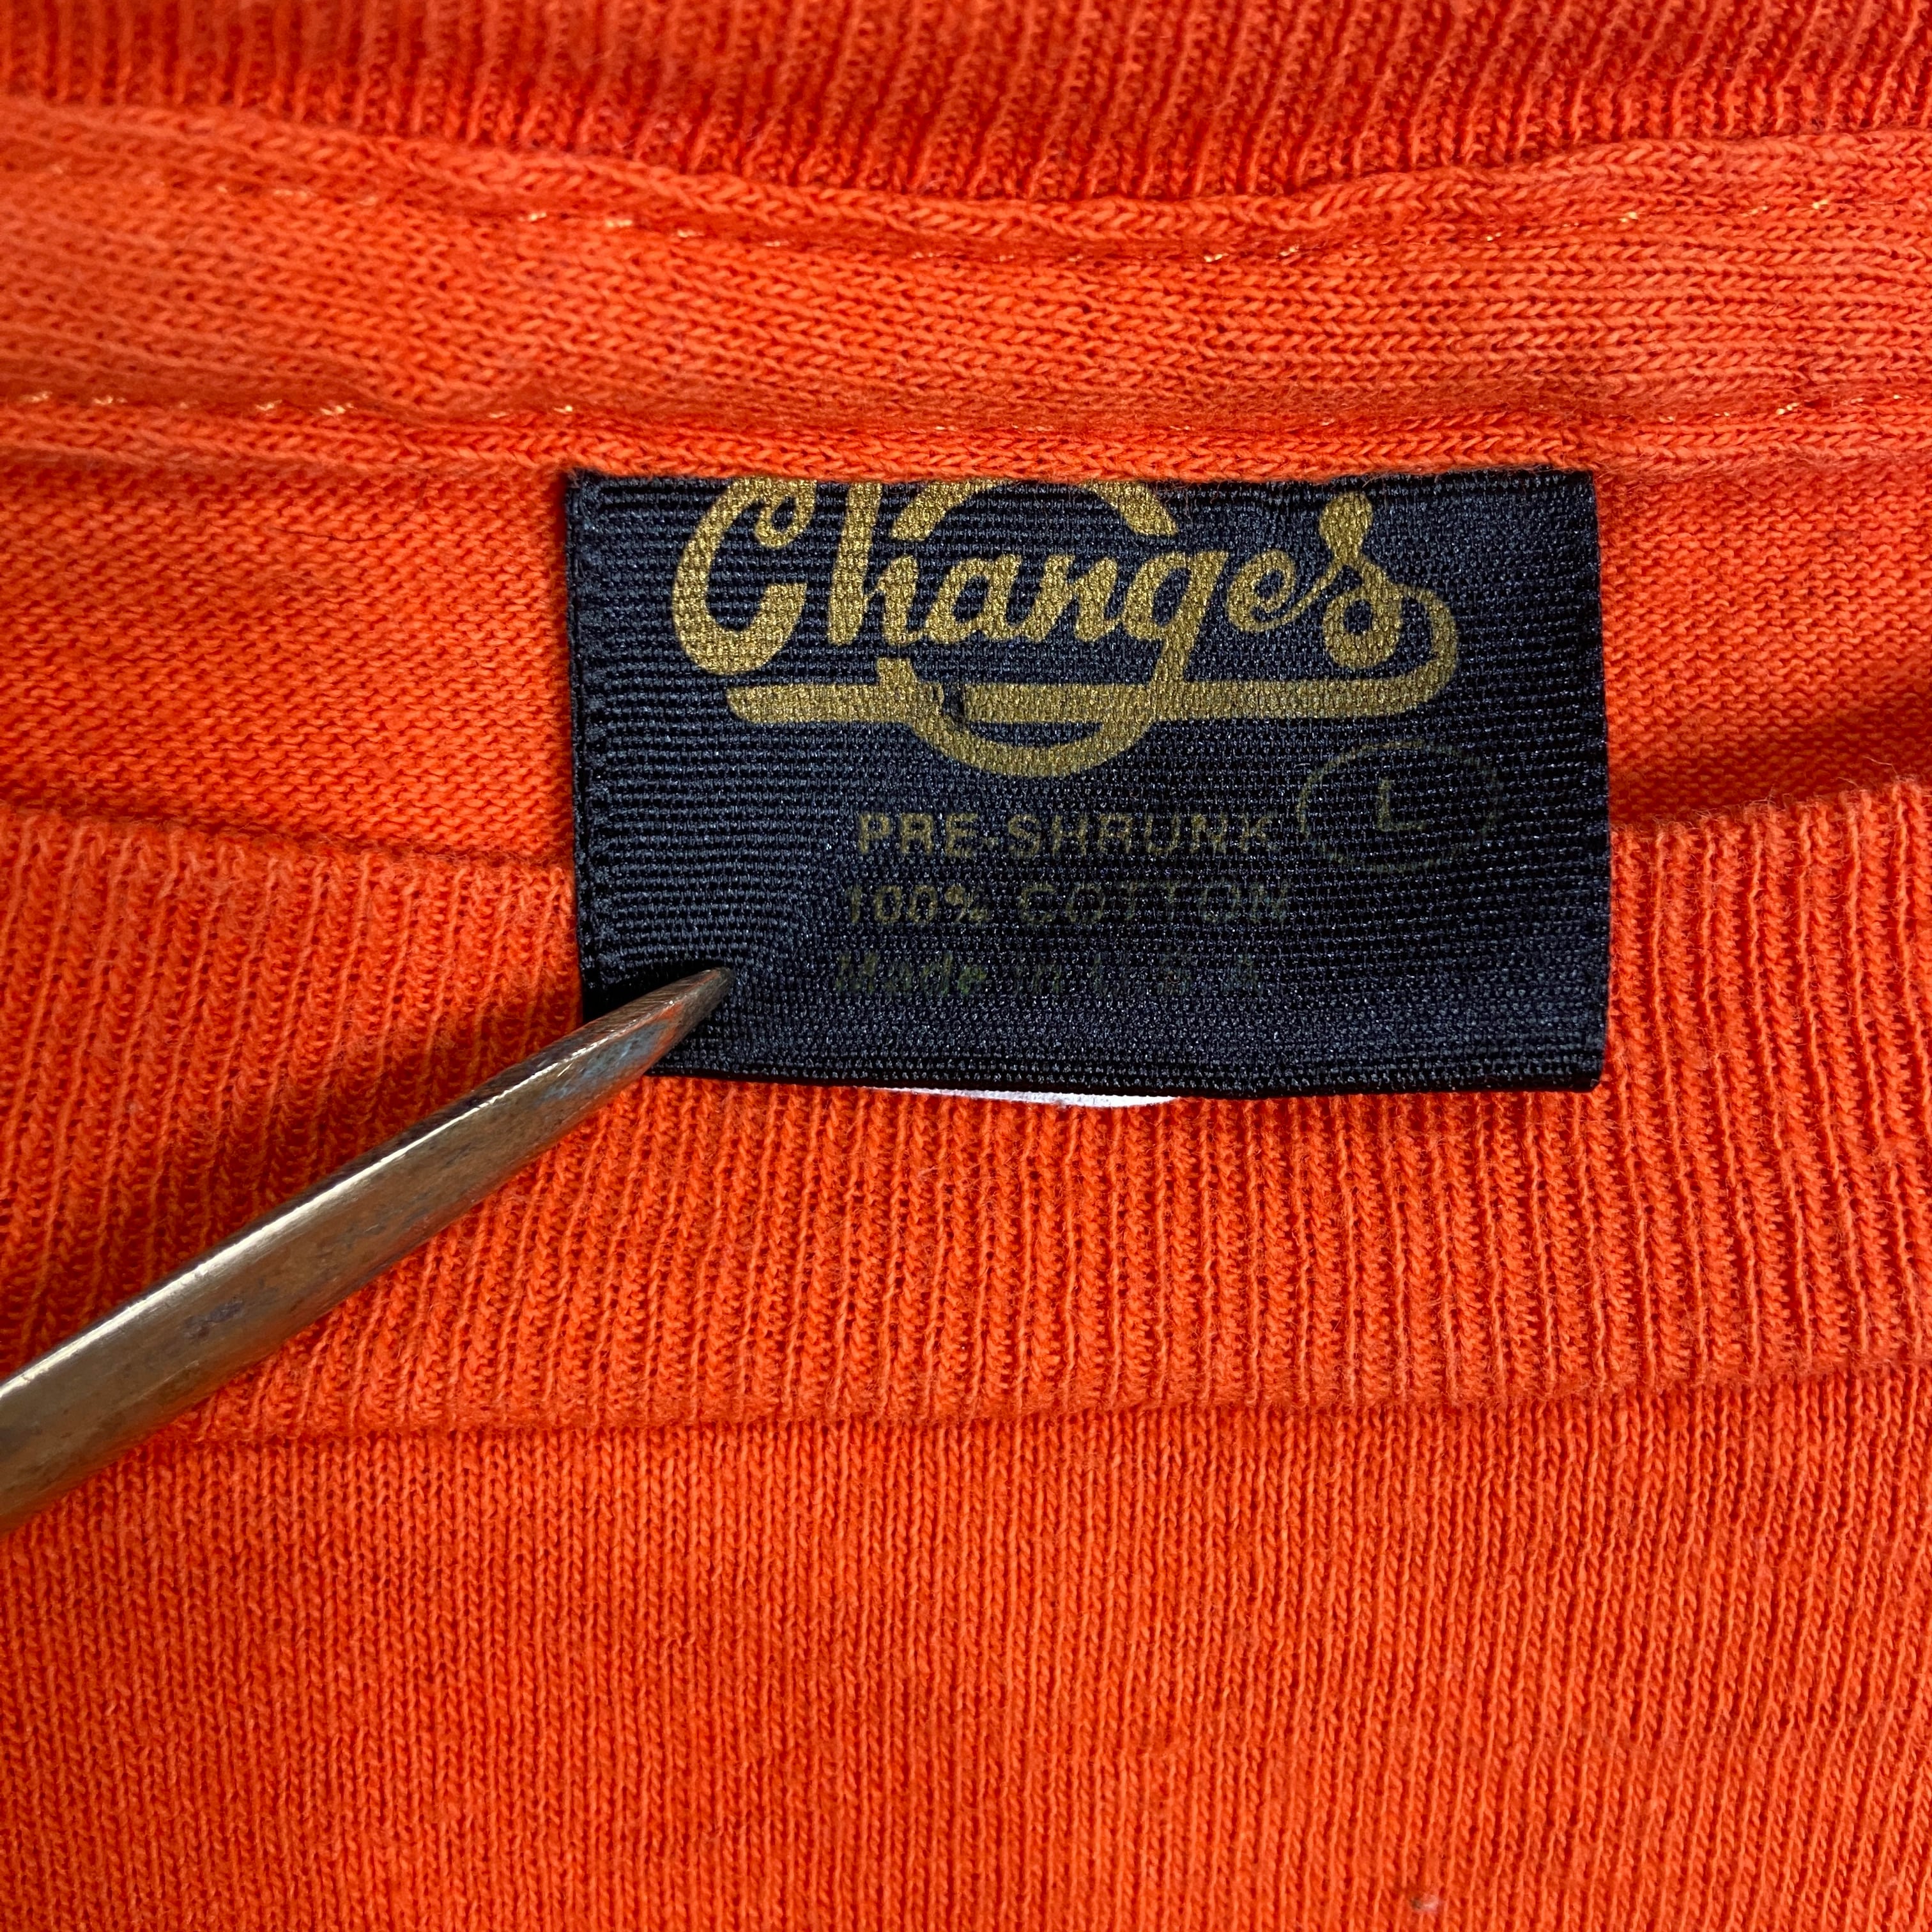 Changes
PRE-SHRUNK L
100% COTTON
Made in U.S.A